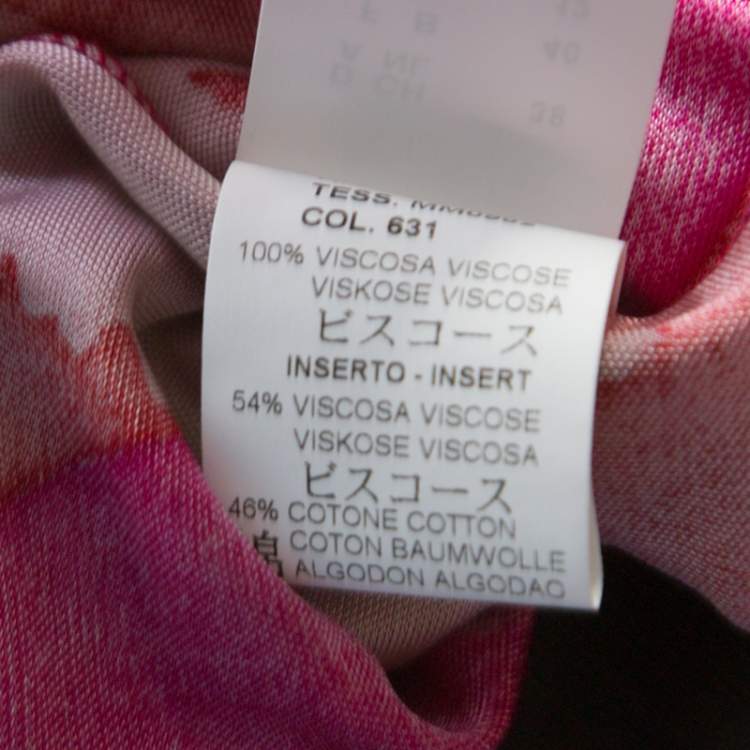 TESS.
COL. 631
100% VISCOSA VISCOSE
VISKOSE VISCOSA
ビスコース
INSERTO - INSERT
54% VISCOSA VISCOSE
VISKOSE VISCOSA
ビスコース
46% COTONE COTTON
COTON BAUMWOLLE
ALGODON ALGODAO